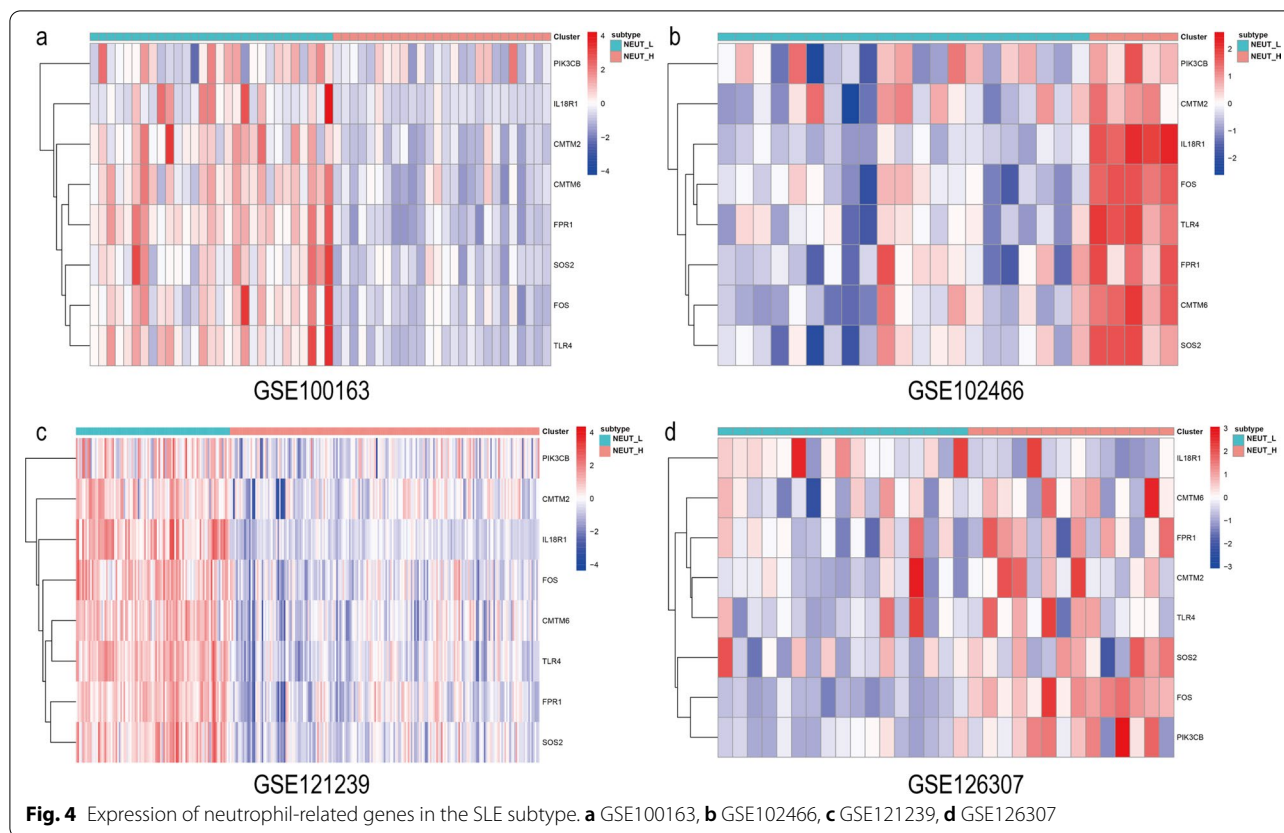 a
Cluster
subtype
NEUT_L
NEUT_H
4
2
0
−2
−4
PIK3CB
IL18R1
CMTM2
CMTM6
FPR1
SOS2
FOS
TLR4
GSE100163
b
Cluster
subtype
NEUT_L
NEUT_H
2
1
0
−1
−2
PIK3CB
CMTM2
IL18R1
FOS
TLR4
FPR1
CMTM6
SOS2
GSE102466
c
Cluster
subtype
NEUT_L
NEUT_H
4
2
0
−2
−4
PIK3CB
CMTM2
IL18R1
FOS
CMTM6
TLR4
FPR1
SOS2
GSE121239
d
Cluster
subtype
NEUT_L
NEUT_H
3
2
1
0
−1
−2
−3
IL18R1
CMTM6
FPR1
CMTM2
TLR4
SOS2
FOS
PIK3CB
GSE126307
Fig. 4 Expression of neutrophil-related genes in the SLE subtype. a GSE100163, b GSE102466, c GSE121239, d GSE126307